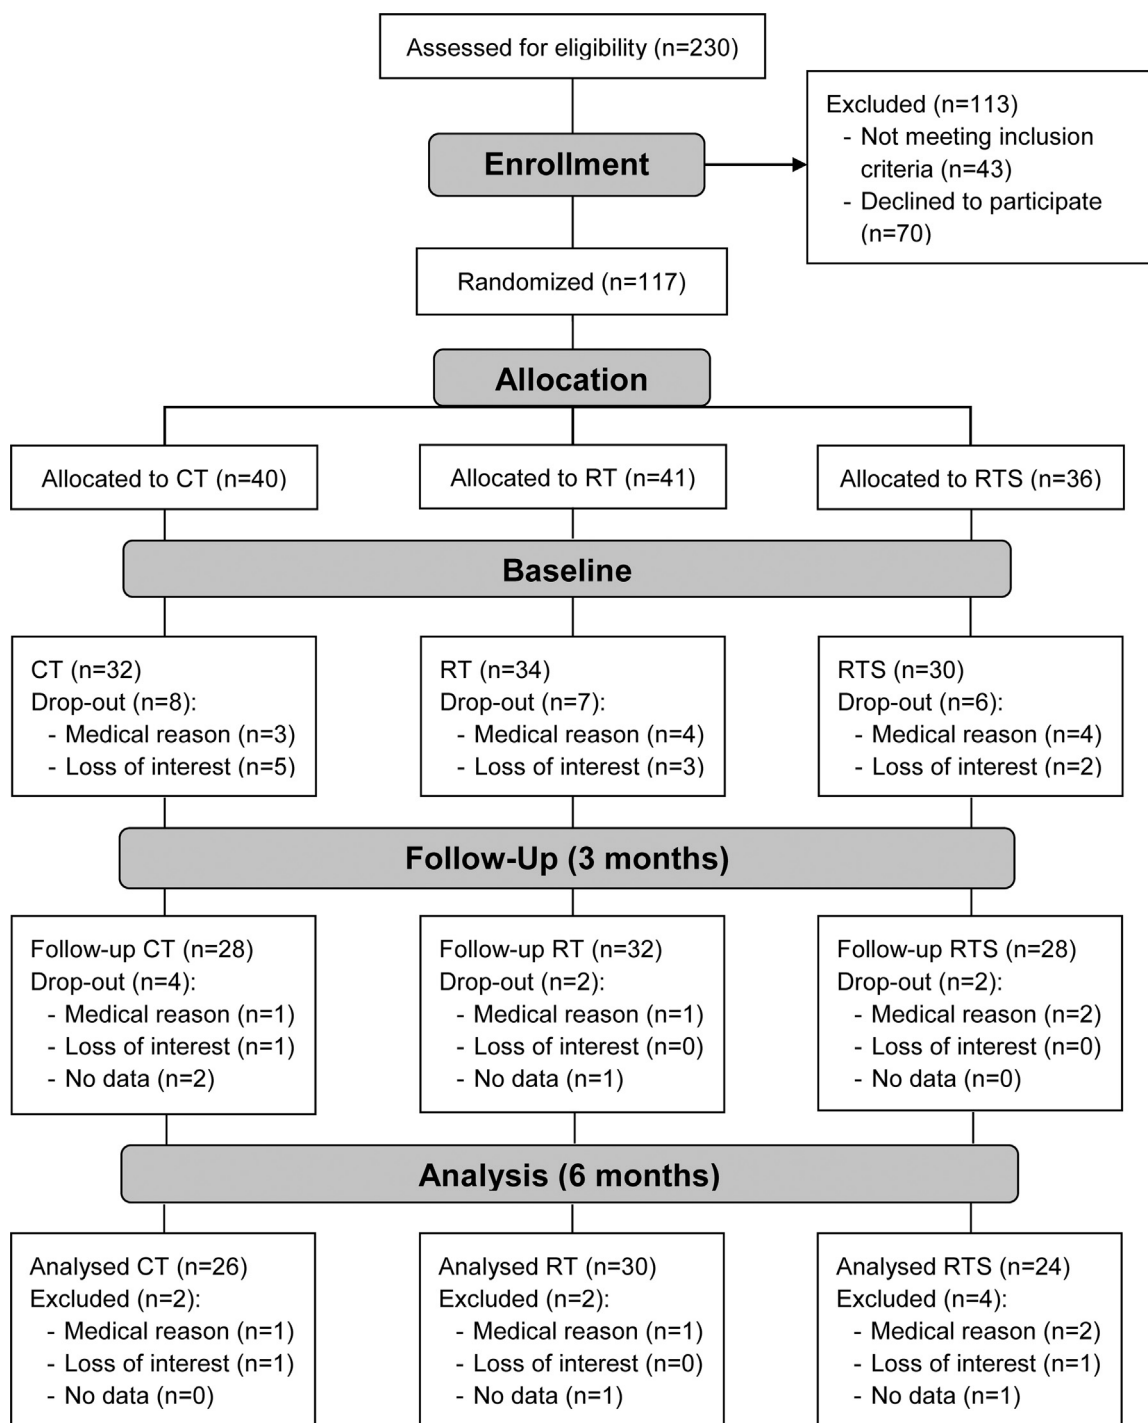 Assessed for eligibility (n=230)
Excluded (n=113)
- Not meeting inclusion
criteria (n=43)
- Declined to participate
(n=70)
Enrollment
Randomized (n=117)
Allocation
Allocated to CT (n=40)
Allocated to RT (n=41)
Allocated to RTS (n=36)
Baseline
CT (n=32)
Drop-out (n=8):
- Medical reason (n=3)
- Loss of interest (n=5)
RT (n=34)
Drop-out (n=7):
- Medical reason (n=4)
- Loss of interest (n=3)
RTS (n=30)
Drop-out (n=6):
- Medical reason (n=4)
- Loss of interest (n=2)
Follow-Up (3 months)
Follow-up CT (n=28)
Drop-out (n=4):
- Medical reason (n=1)
- Loss of interest (n=1)
- No data (n=2)
Follow-up RT (n=32)
Drop-out (n=2):
- Medical reason (n=1)
- Loss of interest (n=0)
- No data (n=1)
Follow-up RTS (n=28)
Drop-out (n=2):
- Medical reason (n=2)
- Loss of interest (n=0)
- No data (n=0)
Analysis (6 months)
Analysed CT (n=26)
Excluded (n=2):
- Medical reason (n=1)
- Loss of interest (n=1)
- No data (n=0)
Analysed RT (n=30)
Excluded (n=2):
- Medical reason (n=1)
- Loss of interest (n=0)
- No data (n=1)
Analysed RTS (n=24)
Excluded (n=4):
- Medical reason (n=2)
- Loss of interest (n=1)
- No data (n=1)